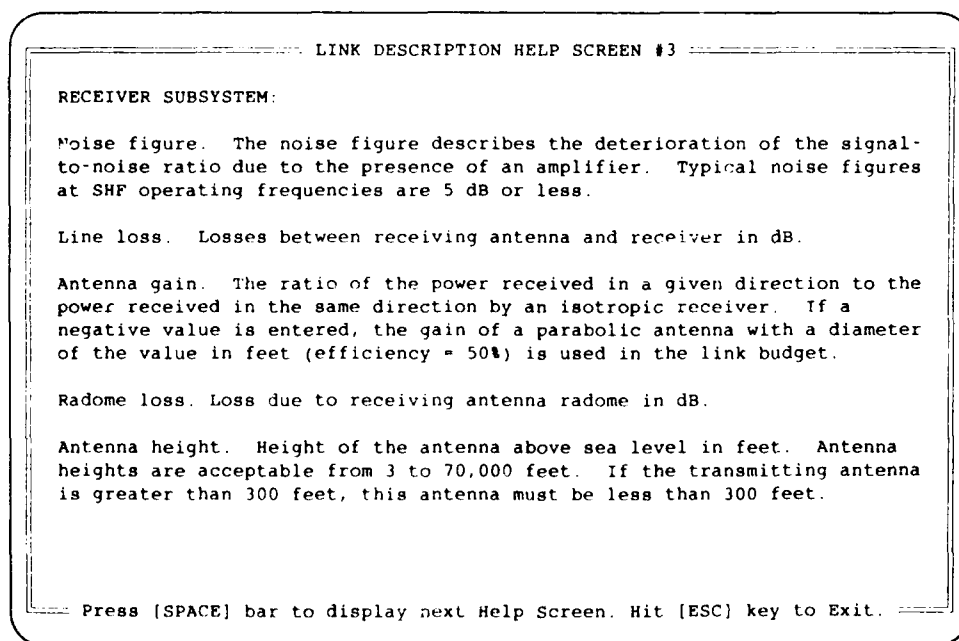 LINK DESCRIPTION HELP SCREEN #3
RECEIVER SUBSYSTEM:
Noise figure. The noise figure describes the deterioration of the signal-
to-noise ratio due to the presence of an amplifier. Typical noise figures
at SHF operating frequencies are 5 dB or less.
Line loss. Losses between receiving antenna and receiver in dB.
Antenna gain. The ratio of the power received in a given direction to the
power received in the same direction by an isotropic receiver. If a
negative value is entered, the gain of a parabolic antenna with a diameter
of the value in feet (efficiency = 50%) is used in the link budget.
Radome loss. Loss due to receiving antenna radome in dB.
Antenna height. Height of the antenna above sea level in feet. Antenna
heights are acceptable from 3 to 70,000 feet. If the transmitting antenna
is greater than 300 feet, this antenna must be less than 300 feet.
Press [SPACE] bar to display next Help Screen. Hit [ESC] key to Exit.